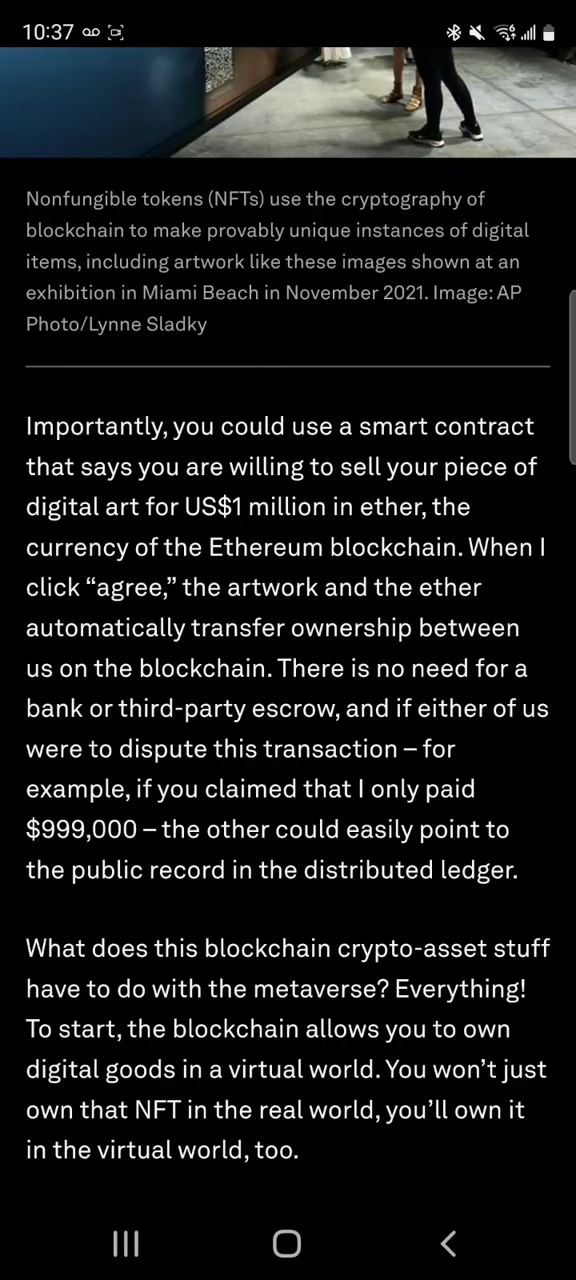 10:37
Nonfungible tokens (NFTs) use the cryptography of
blockchain to make provably unique instances of digital
items, including artwork like these images shown at an
exhibition in Miami Beach in November 2021. Image: AP
Photo/Lynne Sladky
Importantly, you could use a smart contract
that says you are willing to sell your piece of
digital art for US$1 million in ether, the
currency of the Ethereum blockchain. When I
click “agree,” the artwork and the ether
automatically transfer ownership between
us on the blockchain. There is no need for a
bank or third-party escrow, and if either of us
were to dispute this transaction – for
example, if you claimed that I only paid
$999,000 – the other could easily point to
the public record in the distributed ledger.
What does this blockchain crypto-asset stuff
have to do with the metaverse? Everything!
To start, the blockchain allows you to own
digital goods in a virtual world. You won’t just
own that NFT in the real world, you’ll own it
in the virtual world, too.